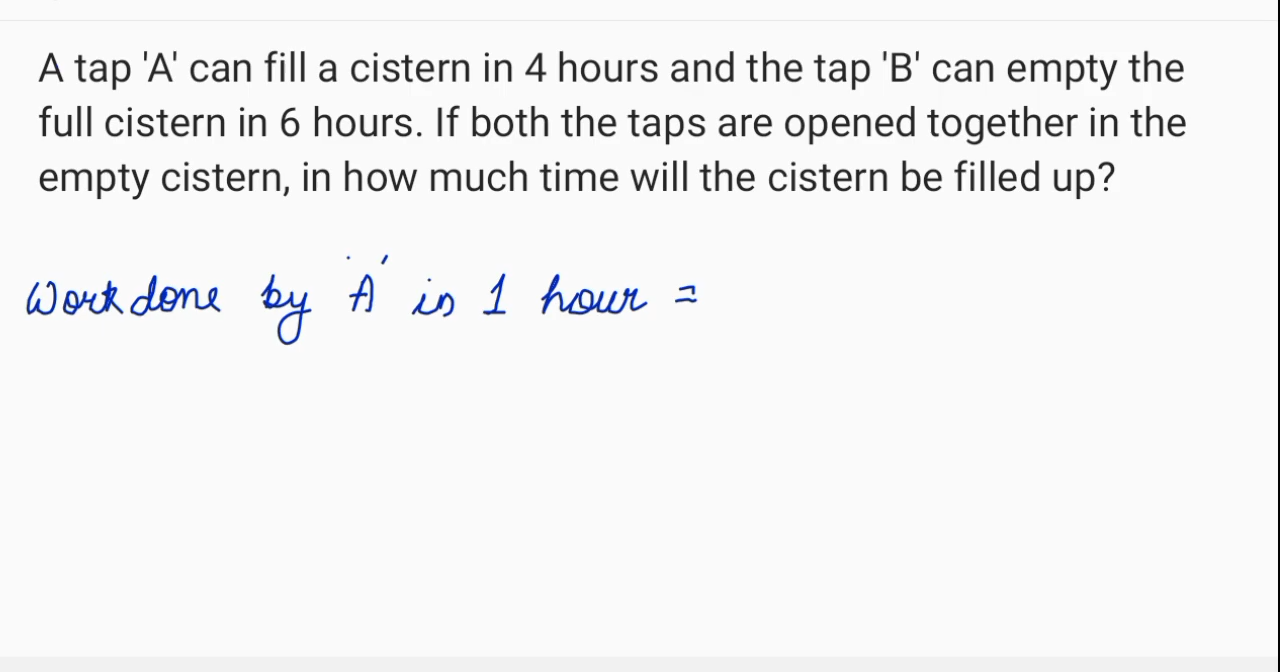 A tap 'A' can fill a cistern in 4 hours and the tap 'B' can empty the
full cistern in 6 hours. If both the taps are opened together in the
empty cistern, in how much time will the cistern be filled up?
Work done by 'A' in 1 hour =